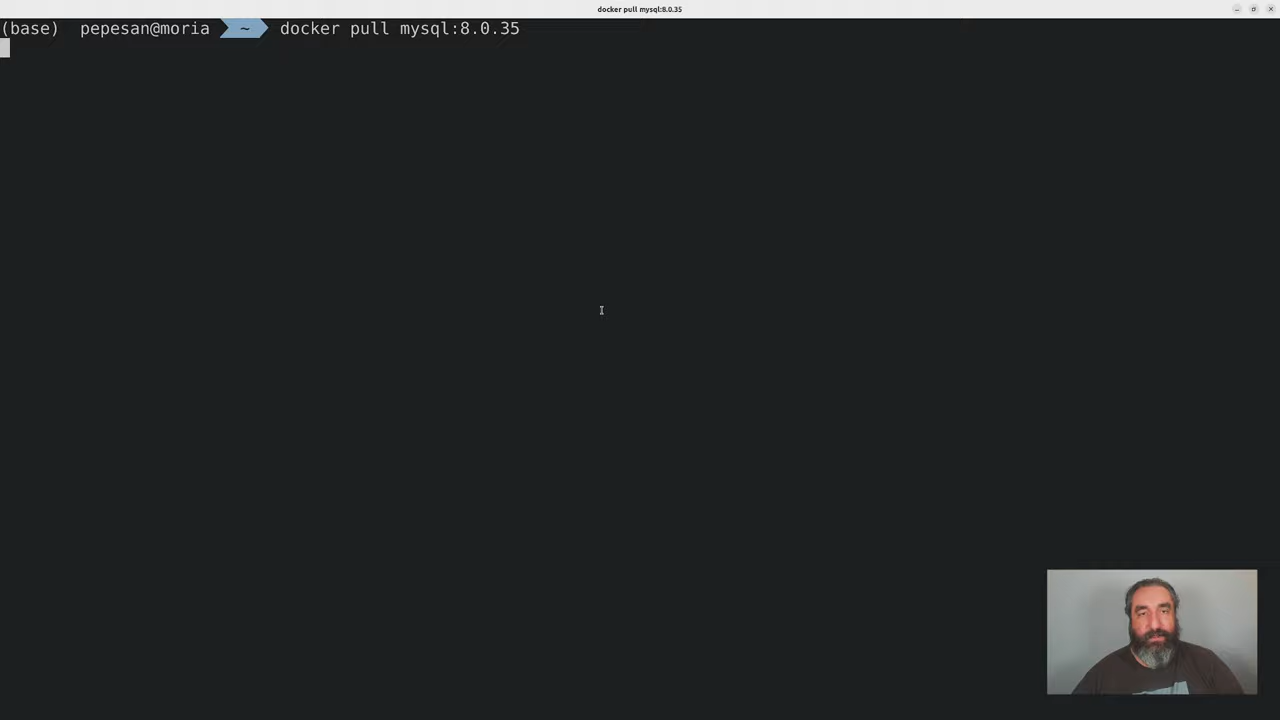 docker pull mysql:8.0.35
(base) pepesan@moria ~ docker pull mysql:8.0.35